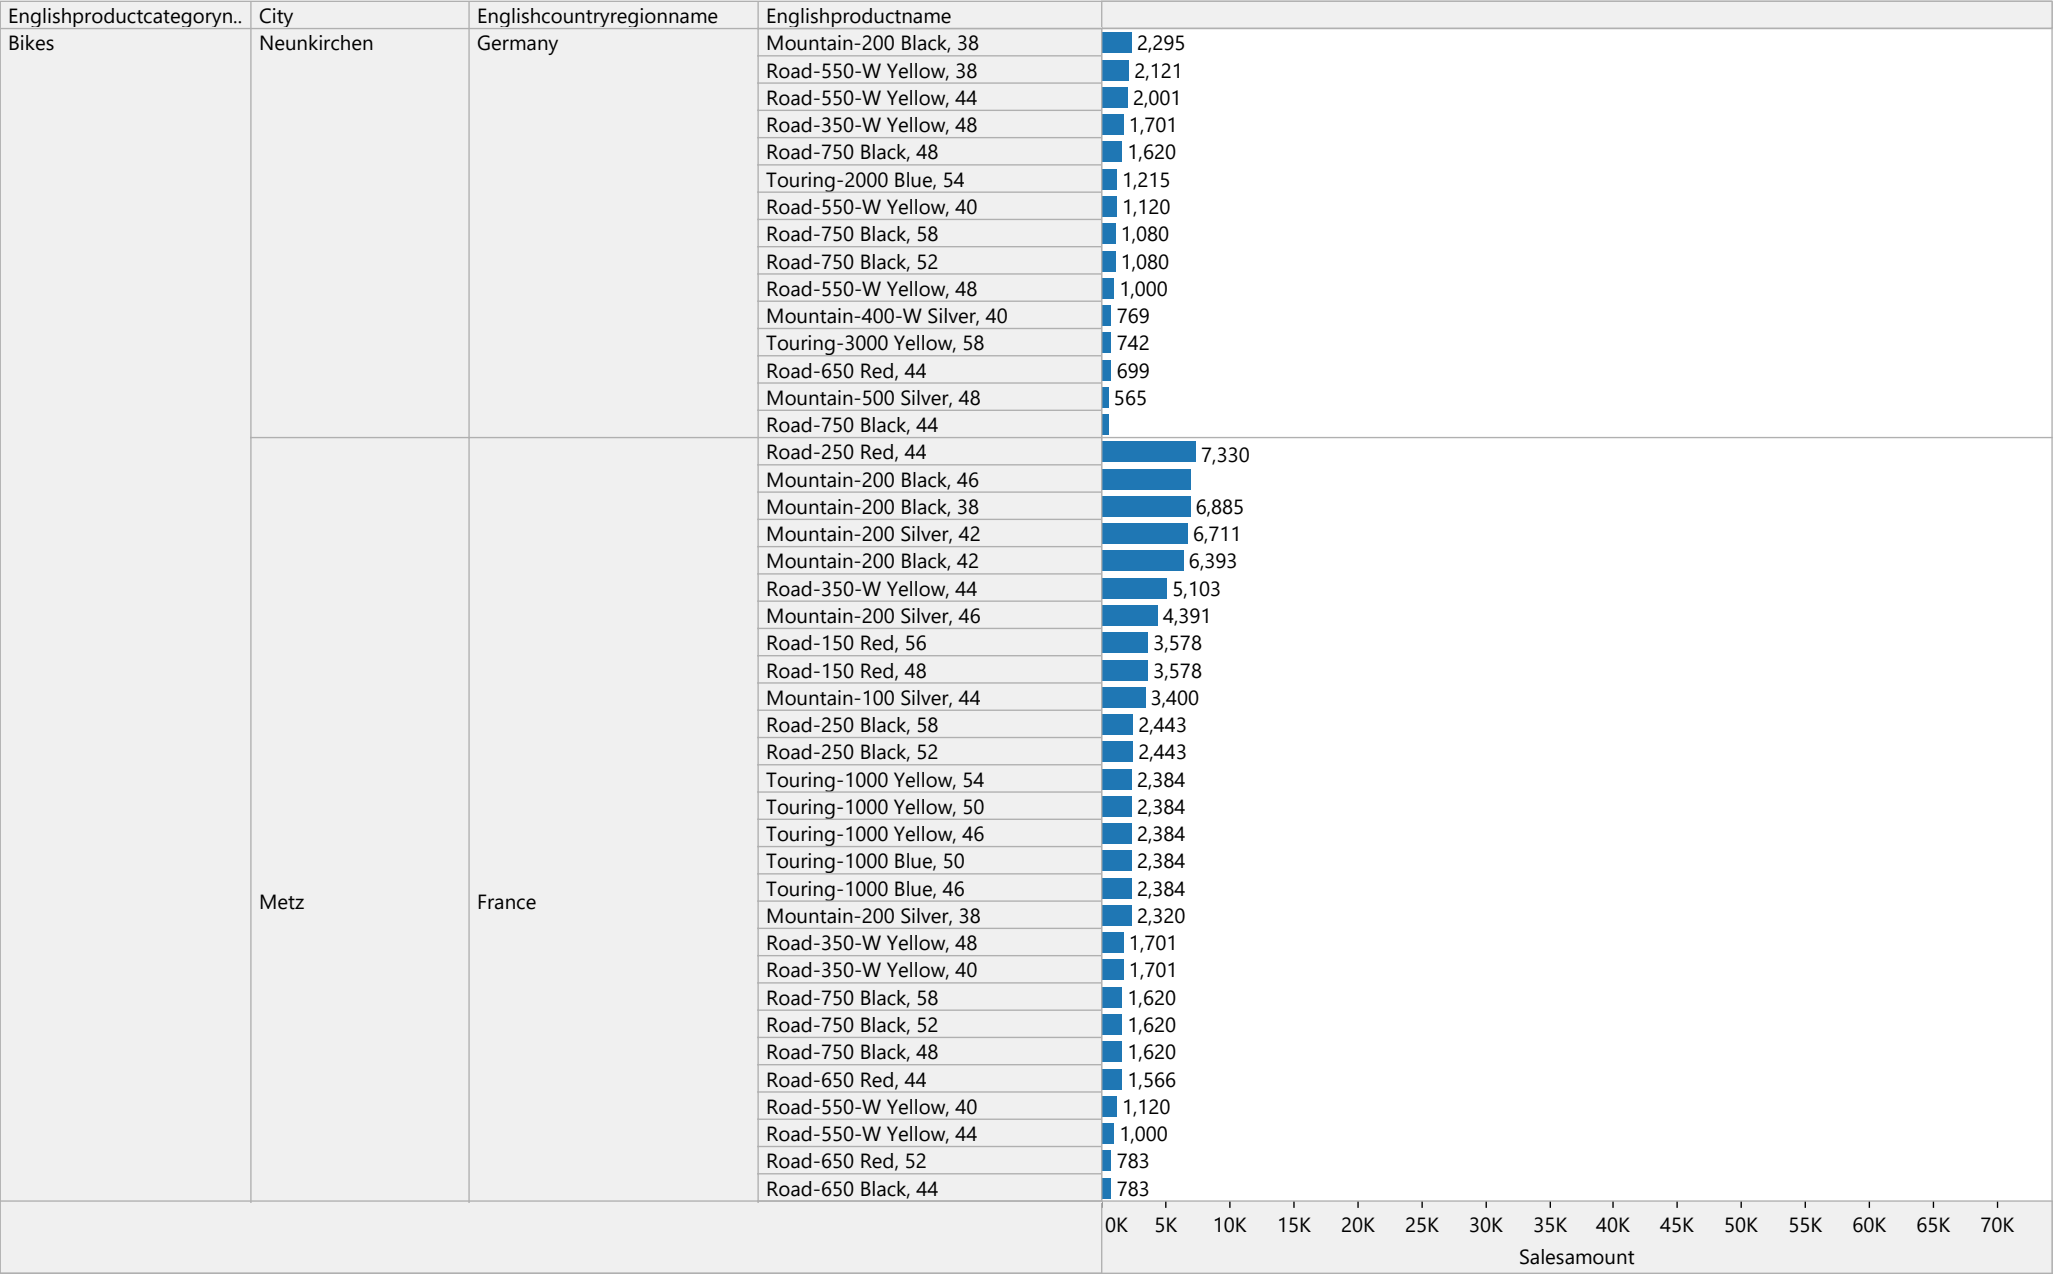 Englishproductcategoryn.. City Englishcountryregionname Englishproductname
Bikes Neunkirchen Germany Mountain-200 Black, 38 2,295
Road-550-W Yellow, 38 2,121
Road-550-W Yellow, 44 2,001
Road-350-W Yellow, 48 1,701
Road-750 Black, 48 1,620
Touring-2000 Blue, 54 1,215
Road-550-W Yellow, 40 1,120
Road-750 Black, 58 1,080
Road-750 Black, 52 1,080
Road-550-W Yellow, 48 1,000
Mountain-400-W Silver, 40 769
Touring-3000 Yellow, 58 742
Road-650 Red, 44 699
Mountain-500 Silver, 48 565
Road-750 Black, 44
Road-250 Red, 44 7,330
Mountain-200 Black, 46
Mountain-200 Black, 38 6,885
Mountain-200 Silver, 42 6,711
Mountain-200 Black, 42 6,393
Road-350-W Yellow, 44 5,103
Mountain-200 Silver, 46 4,391
Road-150 Red, 56 3,578
Road-150 Red, 48 3,578
Mountain-100 Silver, 44 3,400
Road-250 Black, 58 2,443
Road-250 Black, 52 2,443
Touring-1000 Yellow, 54 2,384
Touring-1000 Yellow, 50 2,384
Touring-1000 Yellow, 46 2,384
Touring-1000 Blue, 50 2,384
Touring-1000 Blue, 46 2,384
Metz France
Mountain-200 Silver, 38 2,320
Road-350-W Yellow, 48 1,701
Road-350-W Yellow, 40 1,701
Road-750 Black, 58 1,620
Road-750 Black, 52 1,620
Road-750 Black, 48 1,620
Road-650 Red, 44 1,566
Road-550-W Yellow, 40 1,120
Road-550-W Yellow, 44 1,000
Road-650 Red, 52 783
Road-650 Black, 44 783
0K 5K 10K 15K 20K 25K 30K 35K 40K 45K 50K 55K 60K 65K 70K
Salesamount